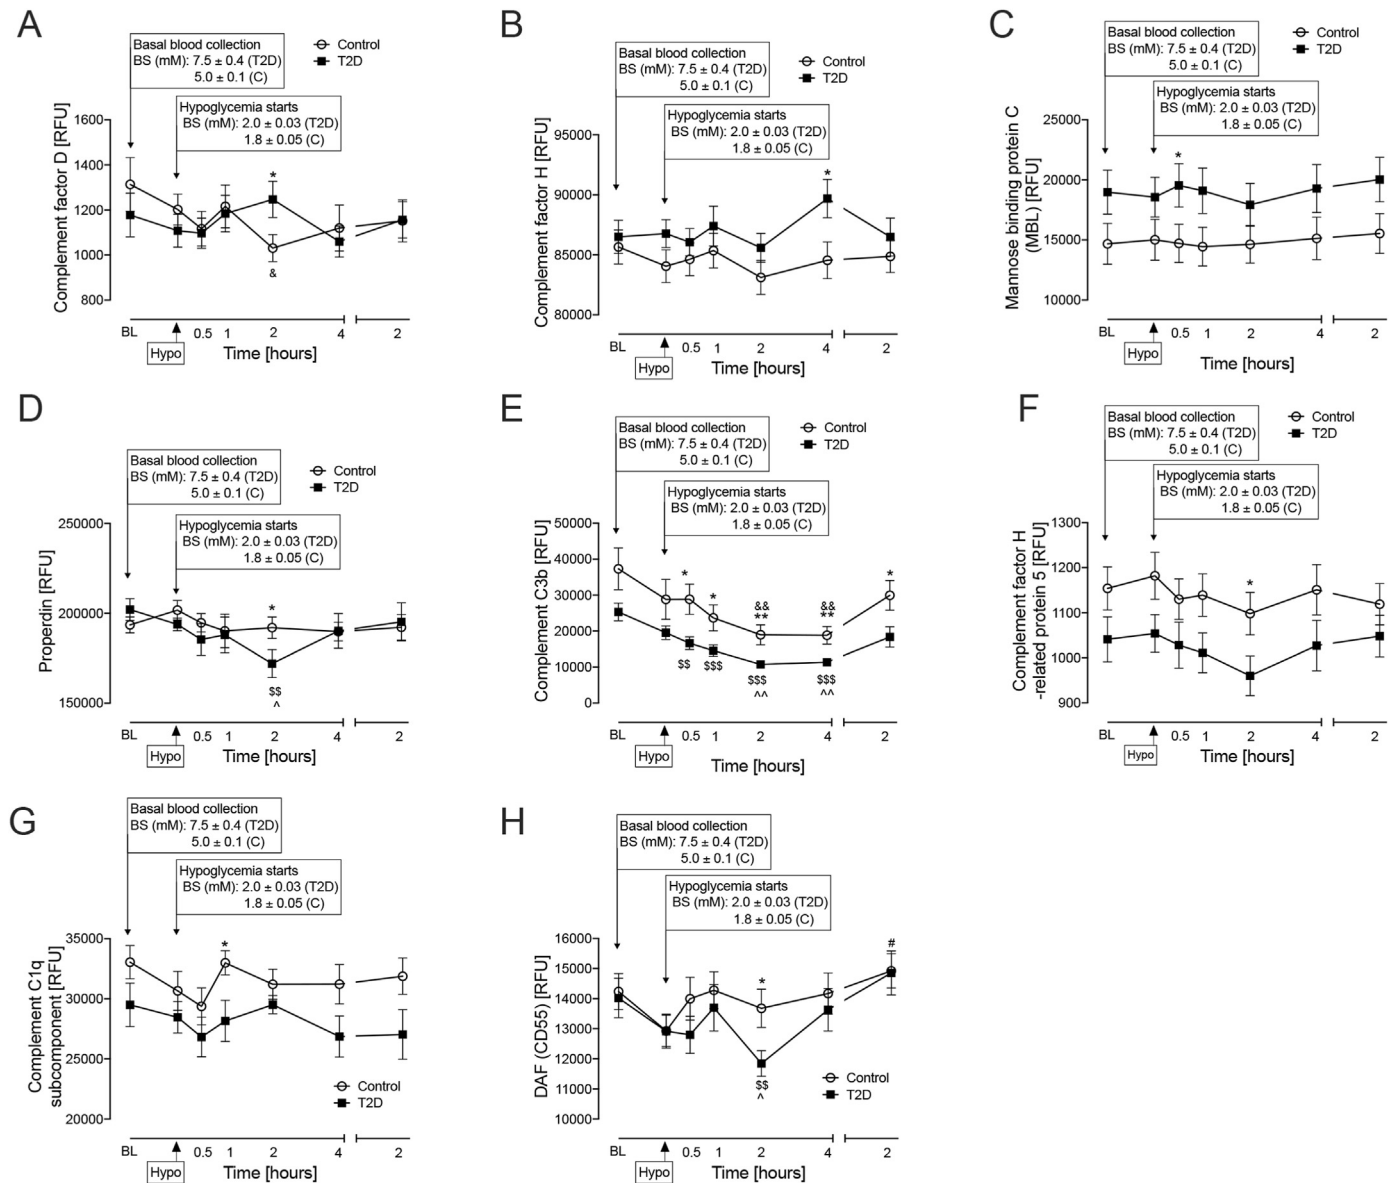 A
Basal blood collection
BS (mM): 7.5 ± 0.4 (T2D)
5.0 ± 0.1 (C)
Control
T2D
Hypoglycemia starts
BS (mM): 2.0 ± 0.03 (T2D)
1.8 ± 0.05 (C)
Complement factor D [RFU]
1600
1400
1200
1000
800
*
&
BL
0.5
1
2
4
2
Hypo
Time [hours]
B
Basal blood collection
BS (mM): 7.5 ± 0.4 (T2D)
5.0 ± 0.1 (C)
Control
T2D
Hypoglycemia starts
BS (mM): 2.0 ± 0.03 (T2D)
1.8 ± 0.05 (C)
Complement factor H [RFU]
95000
90000
85000
80000
*
BL
0.5
1
2
4
2
Hypo
Time [hours]
C
Basal blood collection
BS (mM): 7.5 ± 0.4 (T2D)
5.0 ± 0.1 (C)
Control
T2D
Hypoglycemia starts
BS (mM): 2.0 ± 0.03 (T2D)
1.8 ± 0.05 (C)
Mannose binding protein C
(MBL) [RFU]
25000
20000
15000
10000
*
BL
0.5
1
2
4
2
Hypo
Time [hours]
D
Basal blood collection
BS (mM): 7.5 ± 0.4 (T2D)
5.0 ± 0.1 (C)
Control
T2D
Hypoglycemia starts
BS (mM): 2.0 ± 0.03 (T2D)
1.8 ± 0.05 (C)
Properdin [RFU]
250000
200000
150000
*
$$
^
BL
0.5
1
2
4
2
Hypo
Time [hours]
E
Basal blood collection
BS (mM): 7.5 ± 0.4 (T2D)
5.0 ± 0.1 (C)
Control
T2D
Hypoglycemia starts
BS (mM): 2.0 ± 0.03 (T2D)
1.8 ± 0.05 (C)
Complement C3b [RFU]
50000
40000
30000
20000
10000
0
* * && && *
** **
$$ $$$ $$$ $$$
^^ ^^
BL
0.5
1
2
4
2
Hypo
Time [hours]
F
Basal blood collection
BS (mM): 7.5 ± 0.4 (T2D)
5.0 ± 0.1 (C)
Control
T2D
Hypoglycemia starts
BS (mM): 2.0 ± 0.03 (T2D)
1.8 ± 0.05 (C)
Complement factor H
-related protein 5 [RFU]
1300
1200
1100
1000
900
*
BL
0.5
1
2
4
2
Hypo
Time [hours]
G
Basal blood collection
BS (mM): 7.5 ± 0.4 (T2D)
5.0 ± 0.1 (C)
Hypoglycemia starts
BS (mM): 2.0 ± 0.03 (T2D)
1.8 ± 0.05 (C)
Complement C1q
subcomponent [RFU]
35000
30000
25000
20000
*
Control
T2D
BL
0.5
1
2
4
2
Hypo
Time [hours]
H
Basal blood collection
BS (mM): 7.5 ± 0.4 (T2D)
5.0 ± 0.1 (C)
Hypoglycemia starts
BS (mM): 2.0 ± 0.03 (T2D)
1.8 ± 0.05 (C)
DAF (CD55) [RFU]
16000
15000
14000
13000
12000
11000
10000
*
#
$$
^
Control
T2D
BL
0.5
1
2
4
2
Hypo
Time [hours]